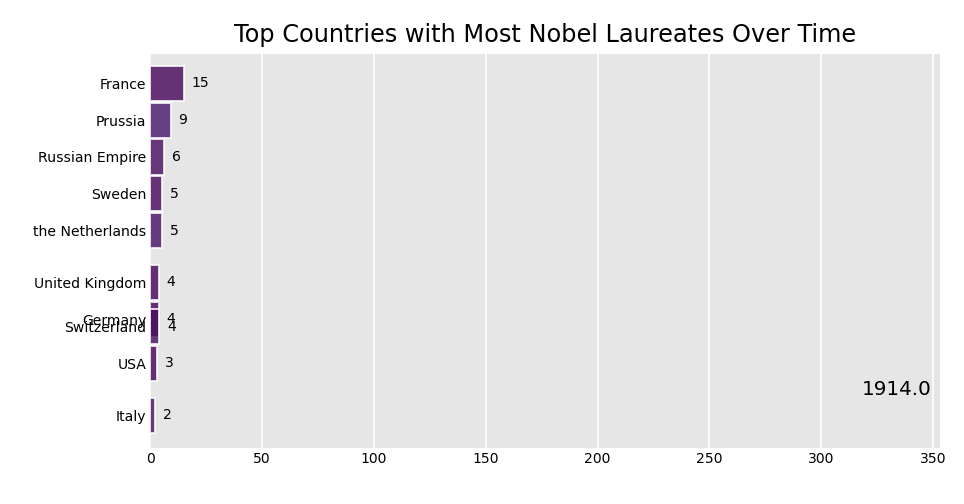 Top Countries with Most Nobel Laureates Over Time
France 15
Prussia 9
Russian Empire 6
Sweden 5
the Netherlands 5
United Kingdom 4
Germany 4
Switzerland 4
USA 3
1914.0
Italy 2
0 50 100 150 200 250 300 350